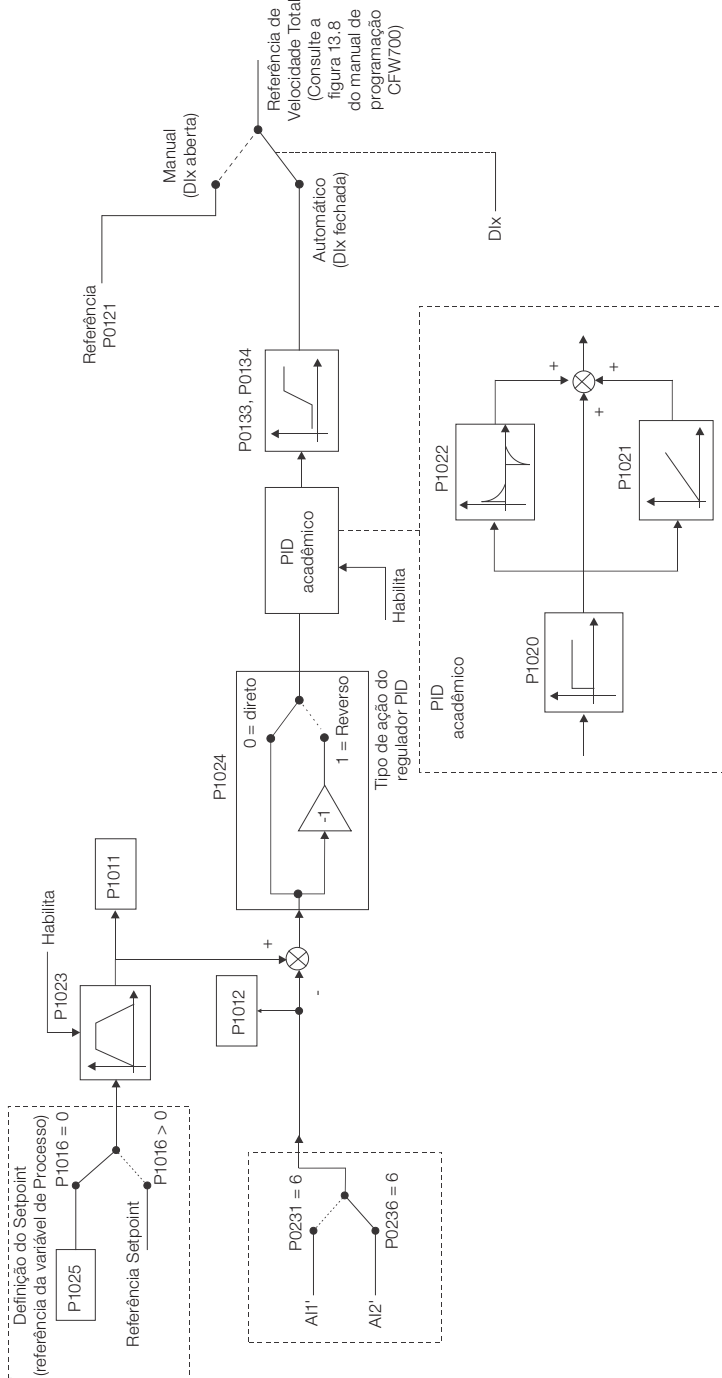 Definição do Setpoint
(referência da variável de Processo)
P1025
P1016 = 0
Referência Setpoint
P1016 > 0
Habilita
P1023
P1011
P1012
+
-
AI1'
P0231 = 6
AI2'
P0236 = 6
P1024
0 = direto
-1
1 = Reverso
Tipo de ação do
regulador PID
PID
acadêmico
Habilita
P0133, P0134
Referência
P0121
Manual
(DIx aberta)
Automático
(DIx fechada)
DIx
Referência de
Velocidade Total
(Consulte a
figura 13.8
do manual de
programação
CFW700)
PID
acadêmico
P1020
P1022
P1021
+
+
+